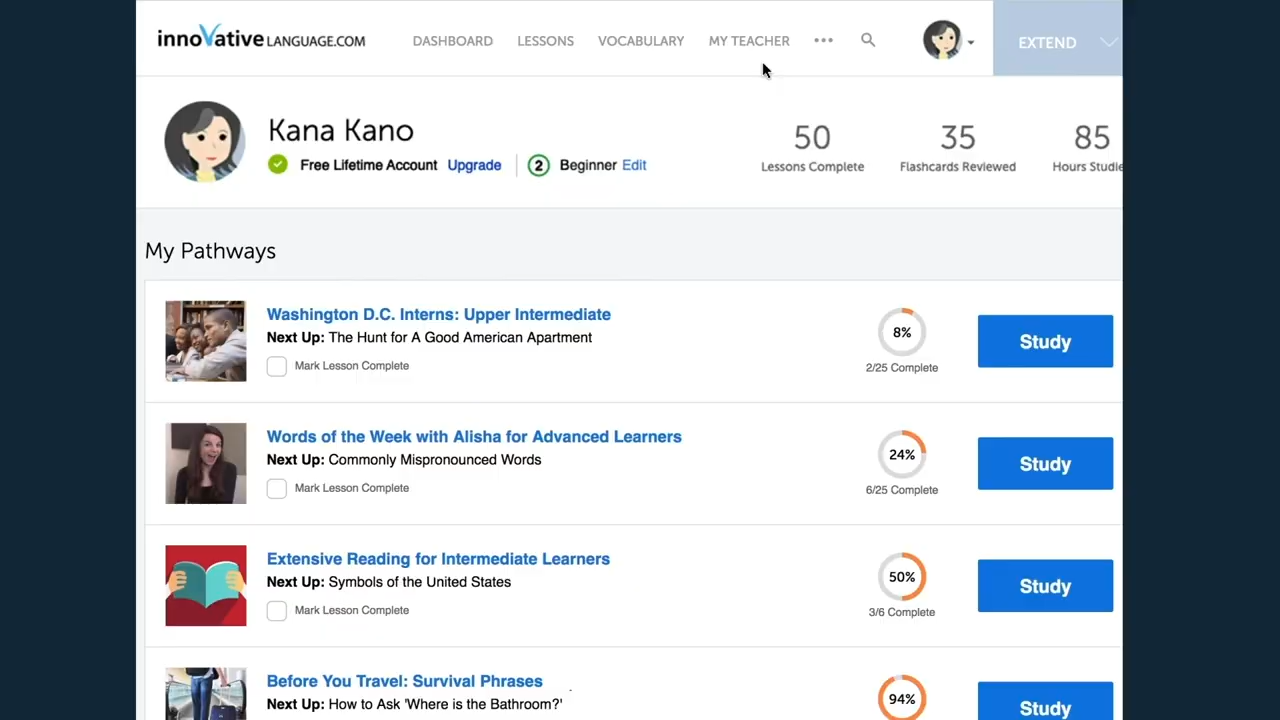 innoVative LANGUAGE.COM DASHBOARD LESSONS VOCABULARY MY TEACHER ••• EXTEND
Kana Kano
Free Lifetime Account Upgrade 2 Beginner Edit
50 35 85
Lessons Complete Flashcards Reviewed Hours Studie
My Pathways
Washington D.C. Interns: Upper Intermediate
Next Up: The Hunt for A Good American Apartment
Mark Lesson Complete
8%
2/25 Complete
Study
Words of the Week with Alisha for Advanced Learners
Next Up: Commonly Mispronounced Words
Mark Lesson Complete
24%
6/25 Complete
Study
Extensive Reading for Intermediate Learners
Next Up: Symbols of the United States
Mark Lesson Complete
50%
3/6 Complete
Study
Before You Travel: Survival Phrases
Next Up: How to Ask 'Where is the Bathroom?'
94%
Study